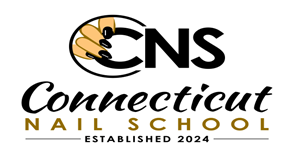 CNS
Connecticut
NAIL SCHOOL
ESTABLISHED 2024